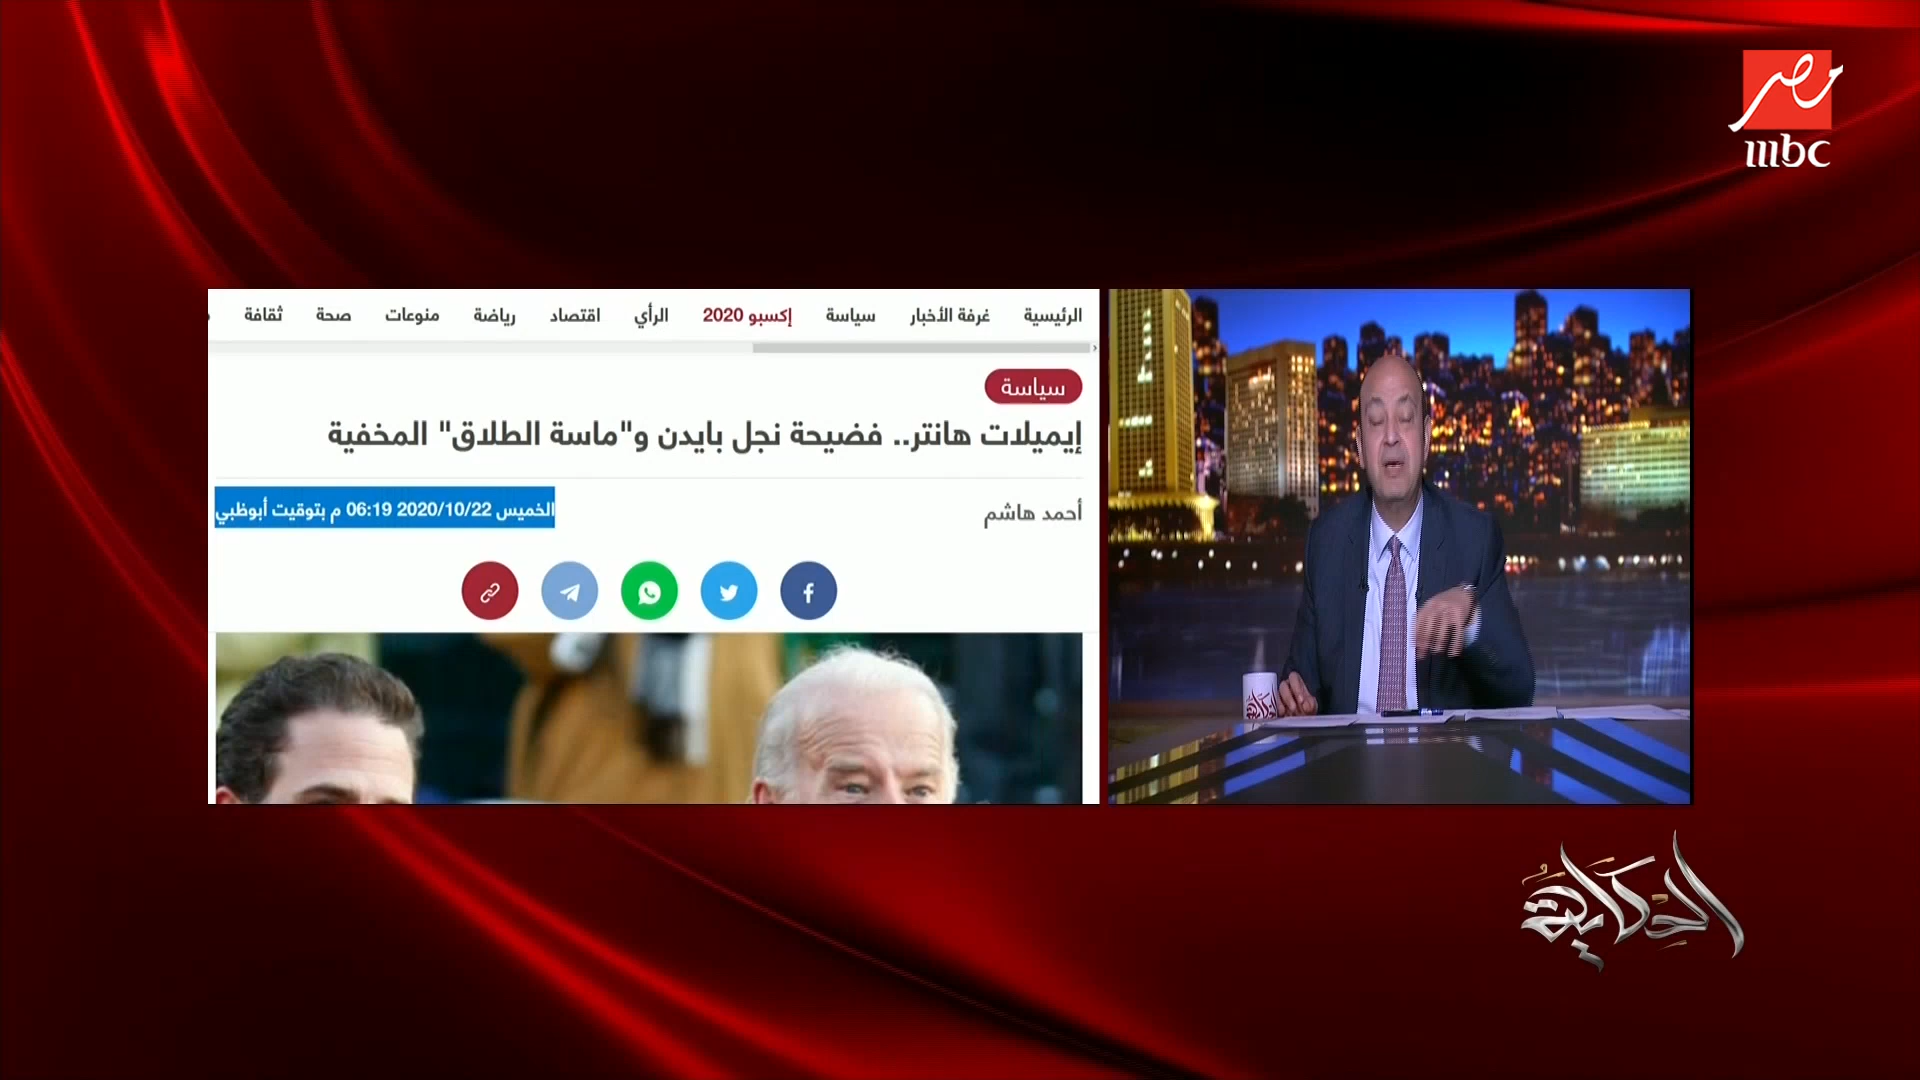 مصر
mbc
الرئيسية غرفة الأخبار سياسة إكسبو 2020 الرأي اقتصاد رياضة منوعات صحة ثقافة
سياسة
إيميلات هانتر.. فضيحة نجل بايدن و"ماسة الطلاق" المخفية
أحمد هاشم
الخميس 2020/10/22 06:19 م بتوقيت أبوظبي
الحكاية
الحكاية